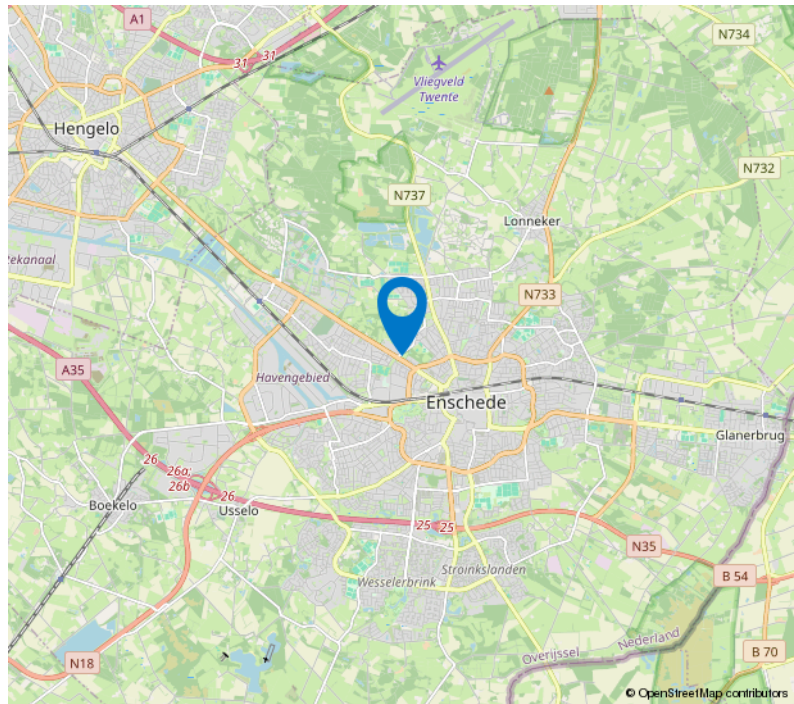 A1
N734
31
31
Vliegveld
Twente
Hengelo
N732
N737
Lonneker
tekanaal
N733
A35
Havengebied
Enschede
Glanerbrug
26
26a;
26b
26
Boekelo
Usselo
25
25
N35
Wesselerbrink
Stroinkslanden
B 54
Nederland
Overijssel
B 70
N18
© OpenStreetMap contributors